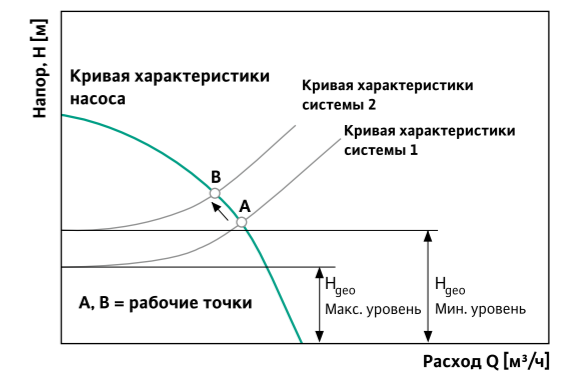 Напор, H [м]
Кривая характеристики
насоса
Кривая характеристики
системы 2
Кривая характеристики
системы 1
B
A
A, B = рабочие точки
Hgeo
Макс. уровень
Hgeo
Мин. уровень
Расход Q [м³/ч]